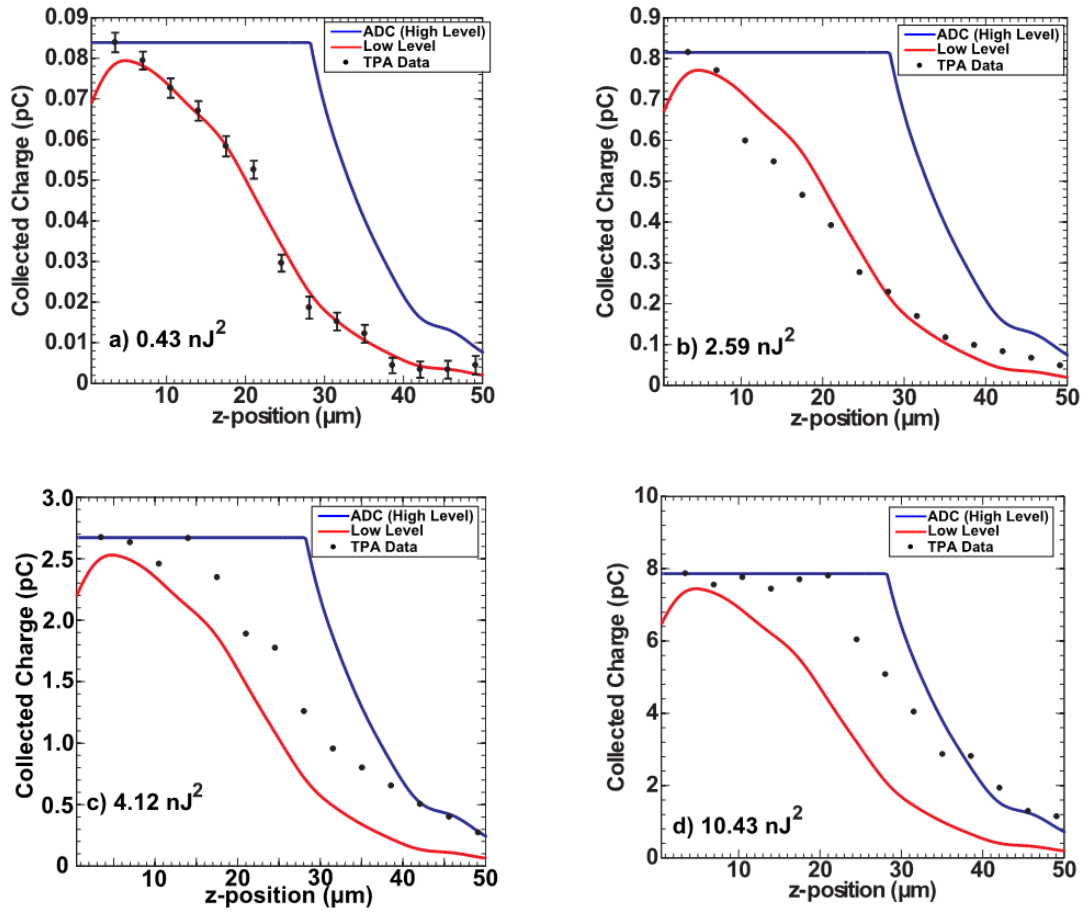 0.09
0.08
0.07
0.06
0.05
0.04
0.03
0.02
0.01
0
Collected Charge (pC)
ADC (High Level)
Low Level
TPA Data
a) 0.43 nJ²
10 20 30 40 50
z-position (μm)
0.9
0.8
0.7
0.6
0.5
0.4
0.3
0.2
0.1
0
Collected Charge (pC)
ADC (High Level)
Low Level
TPA Data
b) 2.59 nJ²
10 20 30 40 50
z-position (μm)
3.0
2.5
2.0
1.5
1.0
0.5
0
Collected Charge (pC)
ADC (High Level)
Low Level
TPA Data
c) 4.12 nJ²
10 20 30 40 50
z-position (μm)
10
8
6
4
2
0
Collected Charge (pC)
ADC (High Level)
Low Level
TPA Data
d) 10.43 nJ²
10 20 30 40 50
z-position (μm)